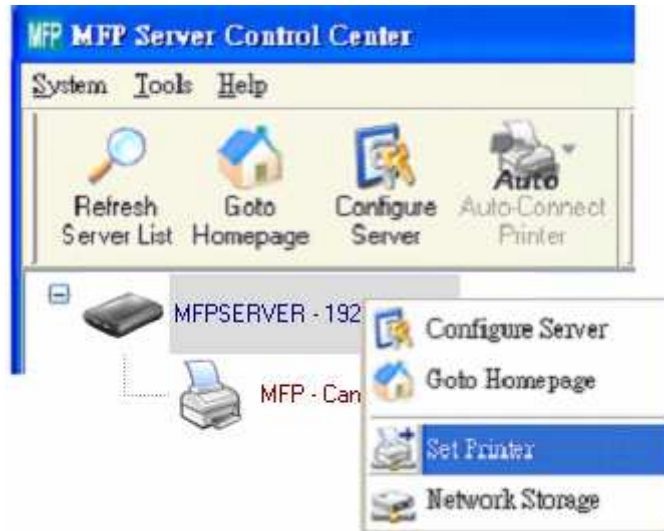 MFP MFP Server Control Center
System Tools Help
Refresh Server List
Goto Homepage
Configure Server
Auto
Auto-Connect Printer
MFPSERVER - 192
MFP - Can
Configure Server
Goto Homepage
Set Printer
Network Storage